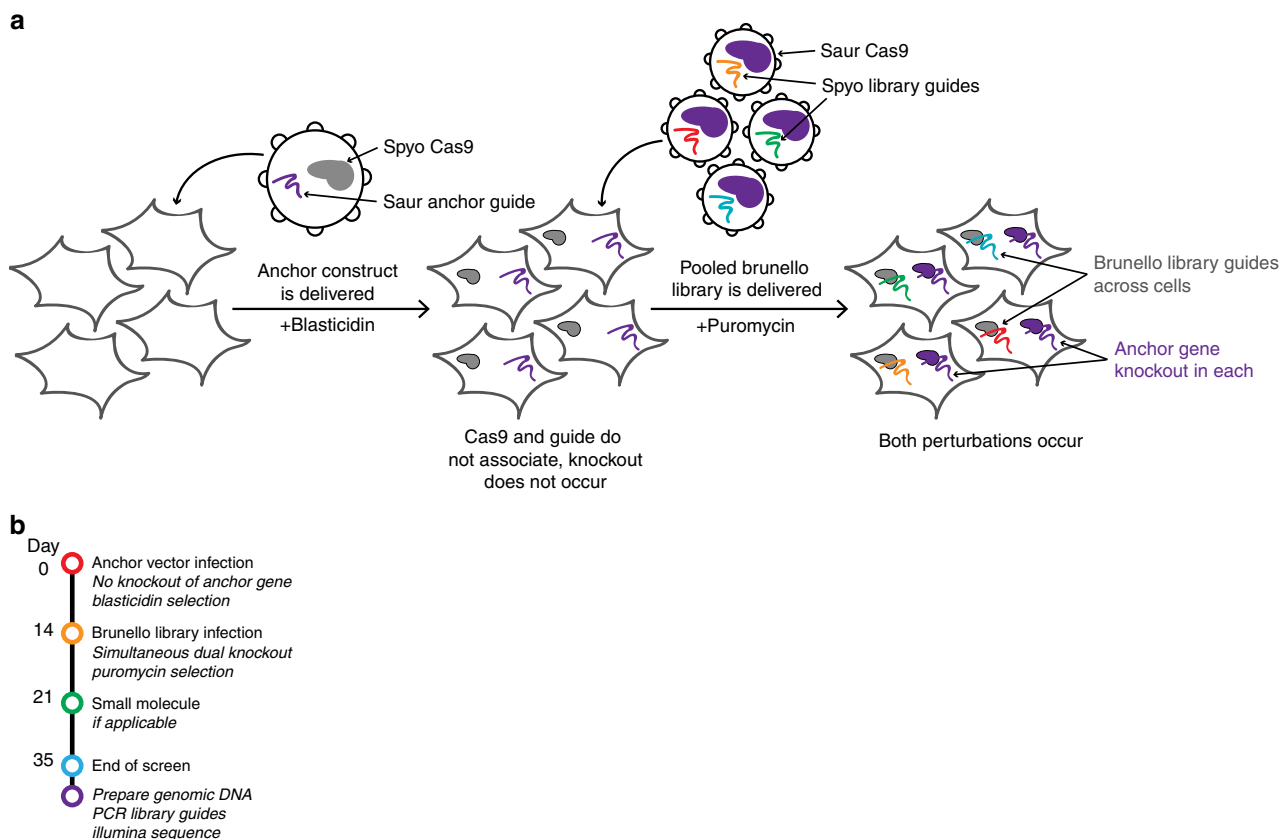 a
Saur Cas9
Spyo library guides
Spyo Cas9
Saur anchor guide
Anchor construct
is delivered
+Blasticidin
Pooled brunello
library is delivered
+Puromycin
Brunello library guides
across cells
Anchor gene
knockout in each
Cas9 and guide do
not associate, knockout
does not occur
Both perturbations occur
b
Day
0
Anchor vector infection
No knockout of anchor gene
blasticidin selection
14
Brunello library infection
Simultaneous dual knockout
puromycin selection
21
Small molecule
if applicable
35
End of screen
Prepare genomic DNA
PCR library guides
illumina sequence